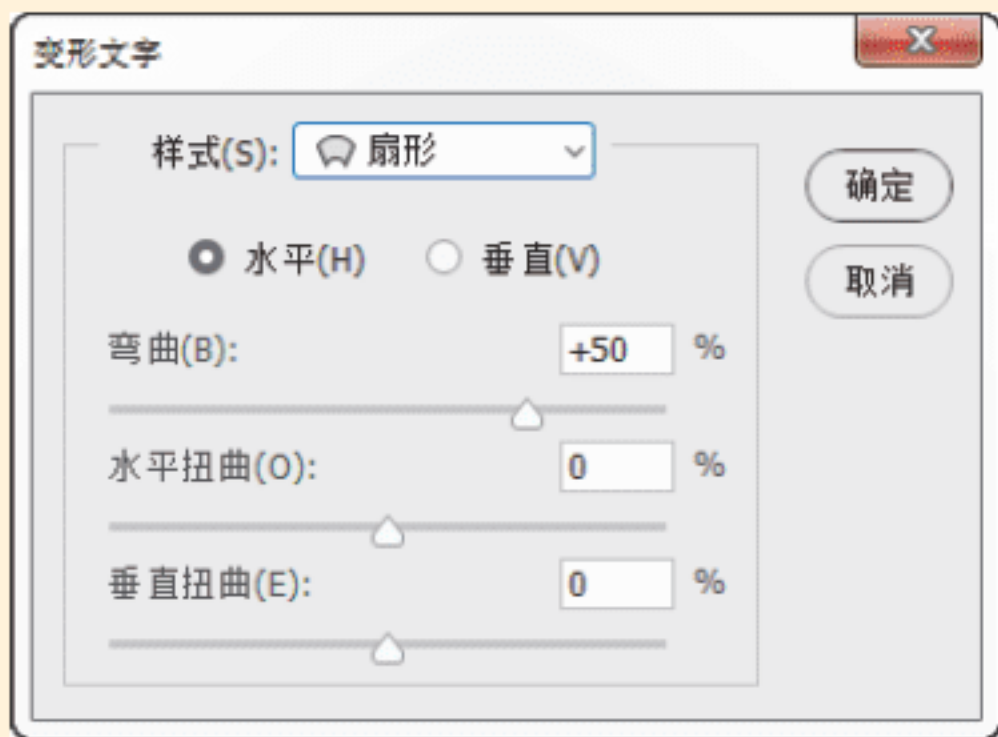 变形文字
样式(S): 扇形
确定
水平(H) 垂直(V)
取消
弯曲(B): +50 %
水平扭曲(O): 0 %
垂直扭曲(E): 0 %